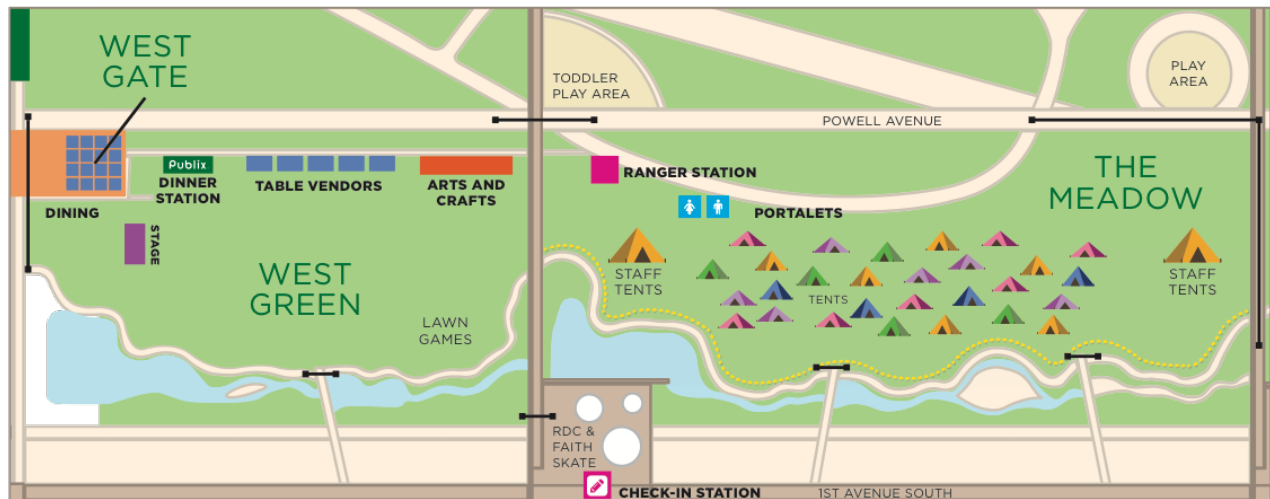 WEST
GATE
TODDLER
PLAY AREA
PLAY
AREA
POWELL AVENUE
Publix
DINNER
STATION
TABLE VENDORS
ARTS AND
CRAFTS
RANGER STATION
THE
MEADOW
DINING
STAGE
PORTALETS
WEST
GREEN
LAWN
GAMES
STAFF
TENTS
TENTS
STAFF
TENTS
RDC &
FAITH
SKATE
CHECK-IN STATION
1ST AVENUE SOUTH